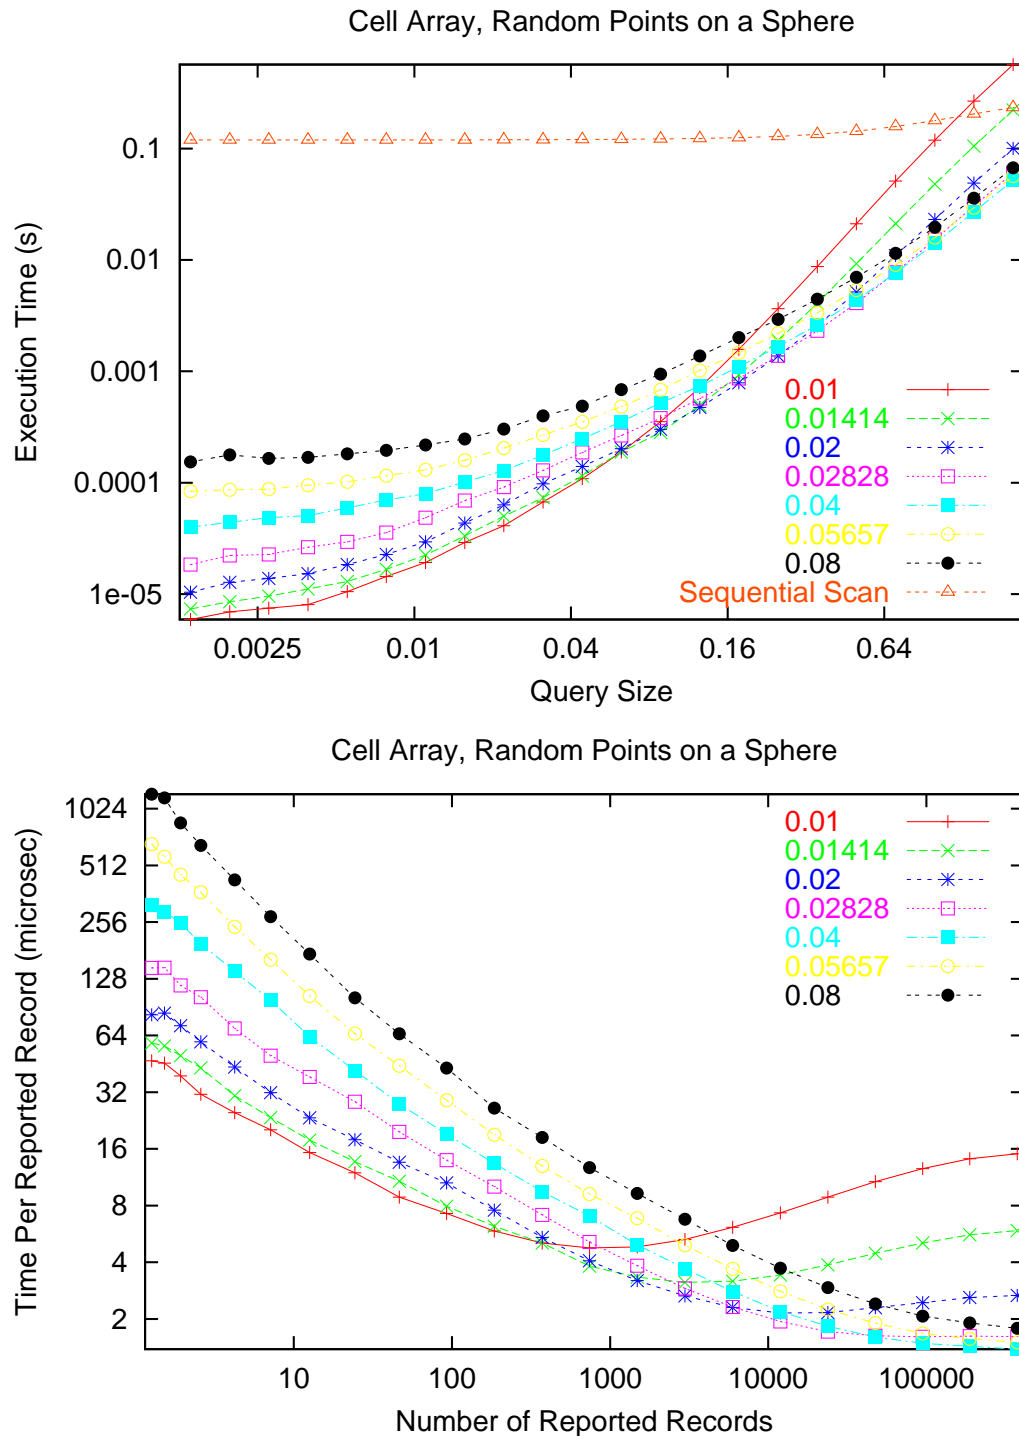 Cell Array, Random Points on a Sphere
Execution Time (s)
0.1
0.01
0.001
0.0001
1e-05
0.01
0.01414
0.02
0.02828
0.04
0.05657
0.08
Sequential Scan
0.0025 0.01 0.04 0.16 0.64
Query Size
Cell Array, Random Points on a Sphere
Time Per Reported Record (microsec)
1024
512
256
128
64
32
16
8
4
2
0.01
0.01414
0.02
0.02828
0.04
0.05657
0.08
10 100 1000 10000 100000
Number of Reported Records